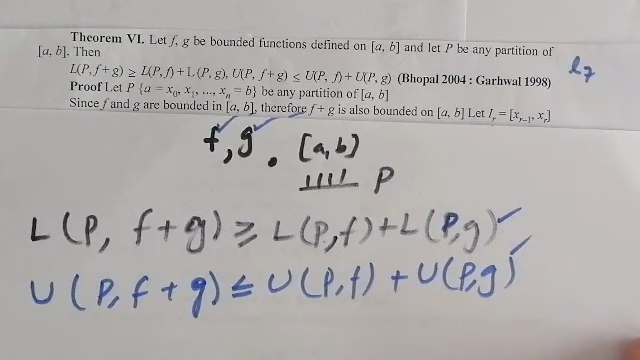 Theorem VI. Let f, g be bounded functions defined on [a, b] and let P be any partition of
[a, b]. Then
L(P, f + g) ≥ L(P, f) + L (P, g), U(P, f + g) ≤ U(P, f) + U(P, g) (Bhopal 2004 : Garhwal 1998)
Proof Let P {a = x₀, x₁, ..., xₙ = b} be any partition of [a, b]
Since f and g are bounded in [a, b], therefore f + g is also bounded on [a, b] Let Iᵣ = [xᵣ₋₁, xᵣ]
f, g . [a, b]
P
L(P, f + g) ≥ L(P, f) + L(P, g)
U(P, f + g) ≤ U(P, f) + U(P, g)